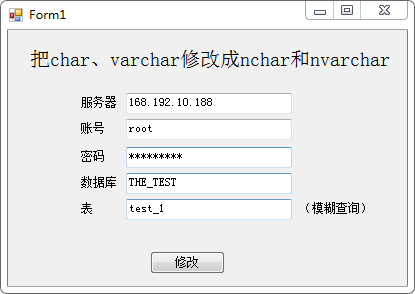 Form1
把char、varchar修改成nchar和nvarchar
服务器 168.192.10.188
账号 root
密码 *********
数据库 THE_TEST
表 test_1 （模糊查询）
修改